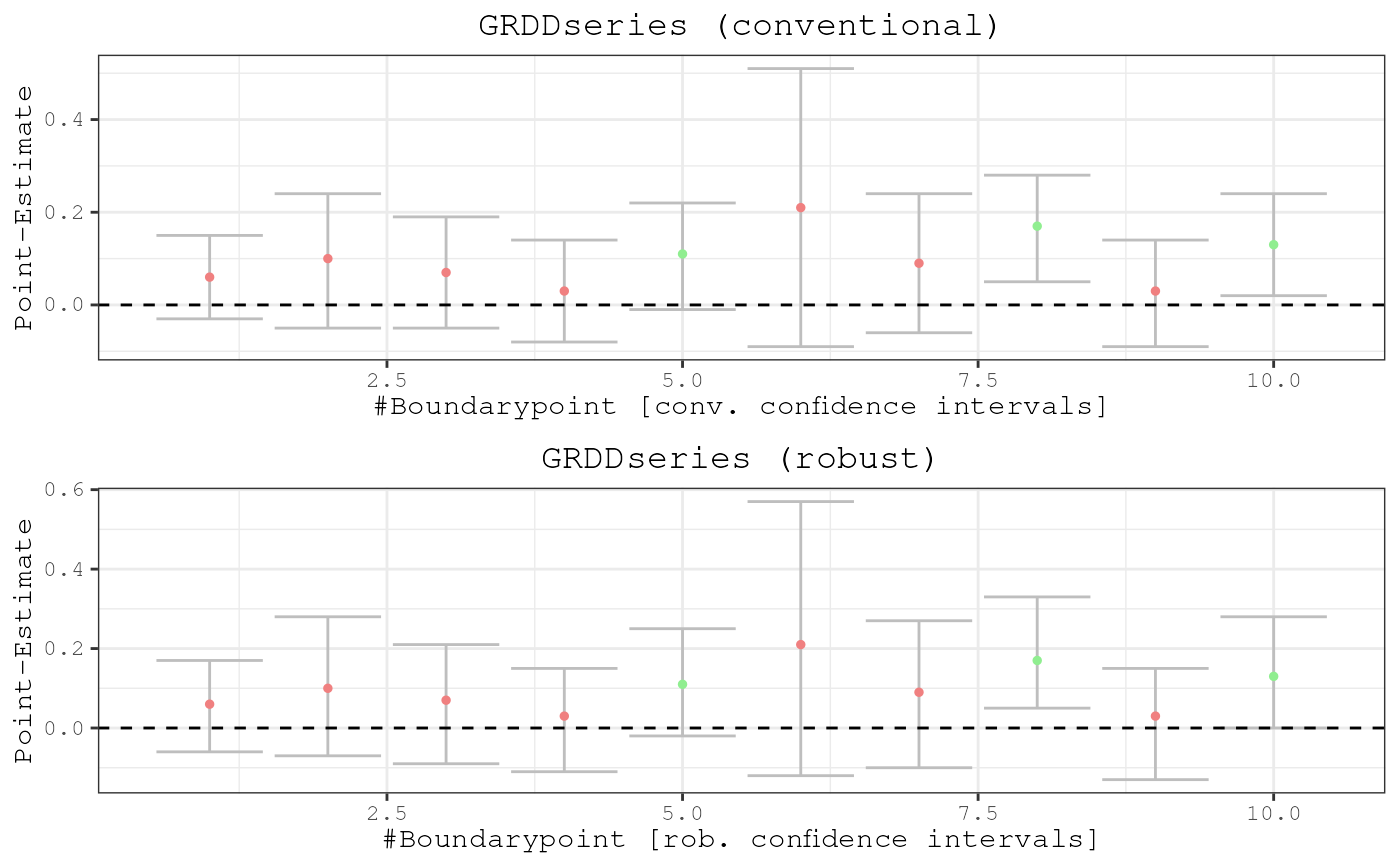 GRDDseries (conventional)
Point-Estimate
0.4
0.2
0.0
2.5 5.0 7.5 10.0
#Boundarypoint [conv. confidence intervals]
GRDDseries (robust)
Point-Estimate
0.6
0.4
0.2
0.0
2.5 5.0 7.5 10.0
#Boundarypoint [rob. confidence intervals]